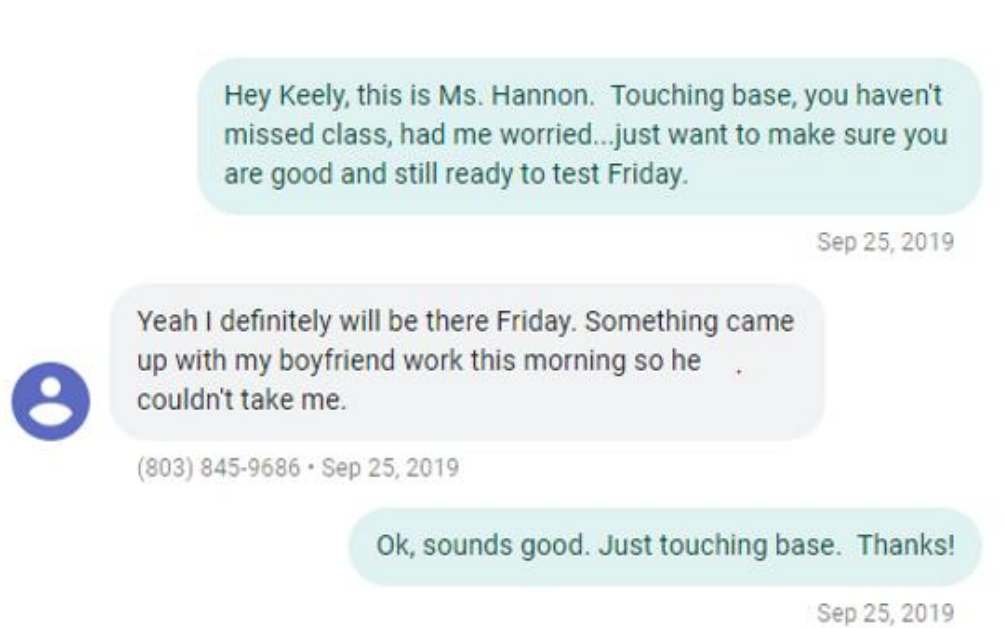 Hey Keely, this is Ms. Hannon.  Touching base, you haven't
missed class, had me worried...just want to make sure you
are good and still ready to test Friday.
Sep 25, 2019
Yeah I definitely will be there Friday. Something came
up with my boyfriend work this morning so he
couldn't take me.
(803) 845-9686 • Sep 25, 2019
Ok, sounds good. Just touching base.  Thanks!
Sep 25, 2019